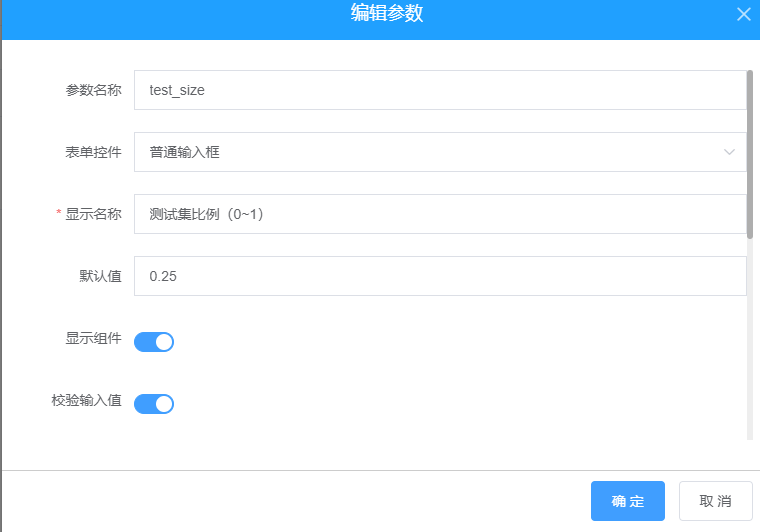 编辑参数
参数名称 test_size
表单控件 普通输入框
* 显示名称 测试集比例（0~1）
默认值 0.25
显示组件
校验输入值
确定 取消